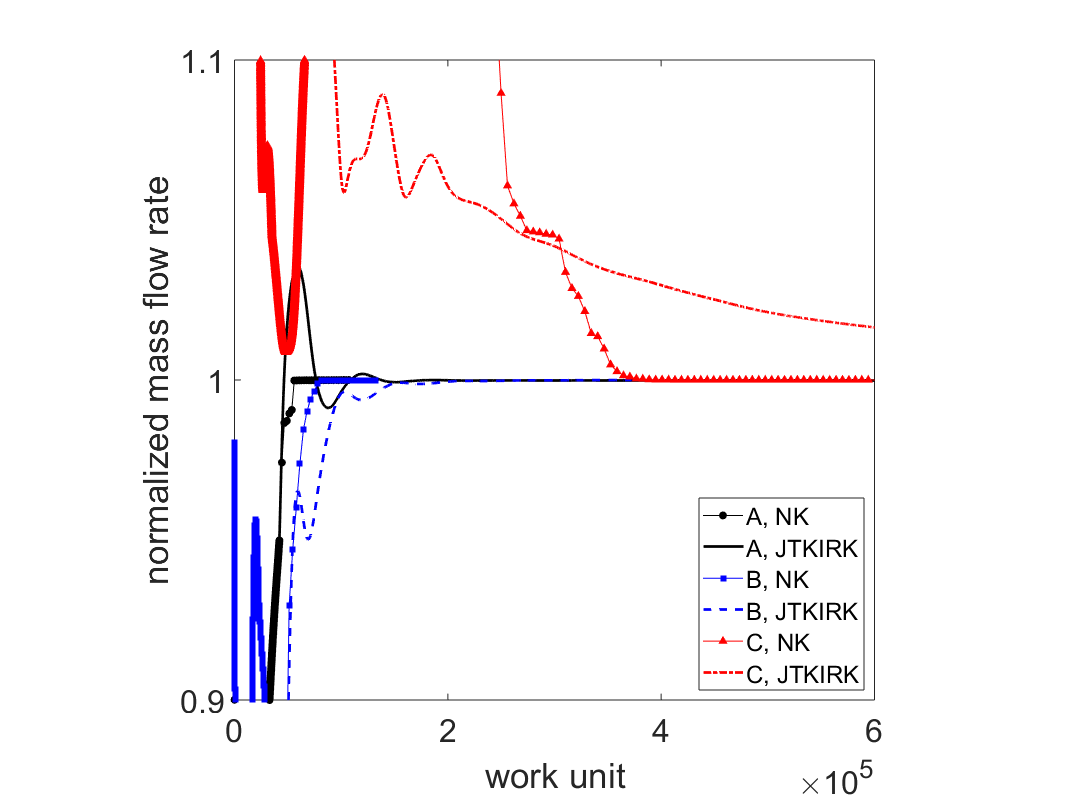 normalized mass flow rate
1.1
1
0.9
A, NK
A, JTKIRK
B, NK
B, JTKIRK
C, NK
C, JTKIRK
0 2 4 6
work unit
×10^5